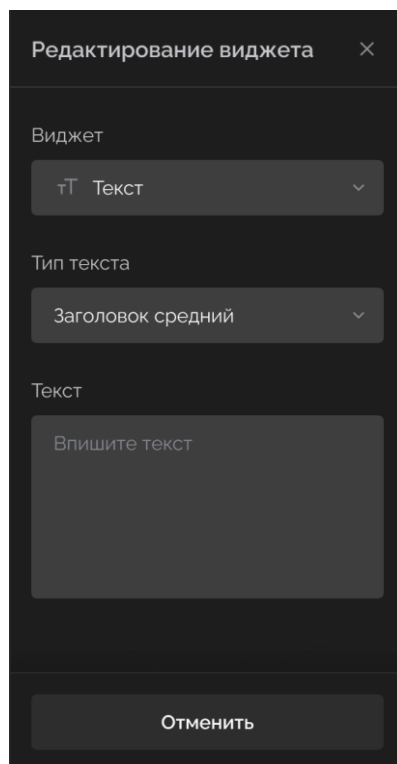 Редактирование виджета
Виджет
тТ Текст
Тип текста
Заголовок средний
Текст
Впишите текст
Отменить